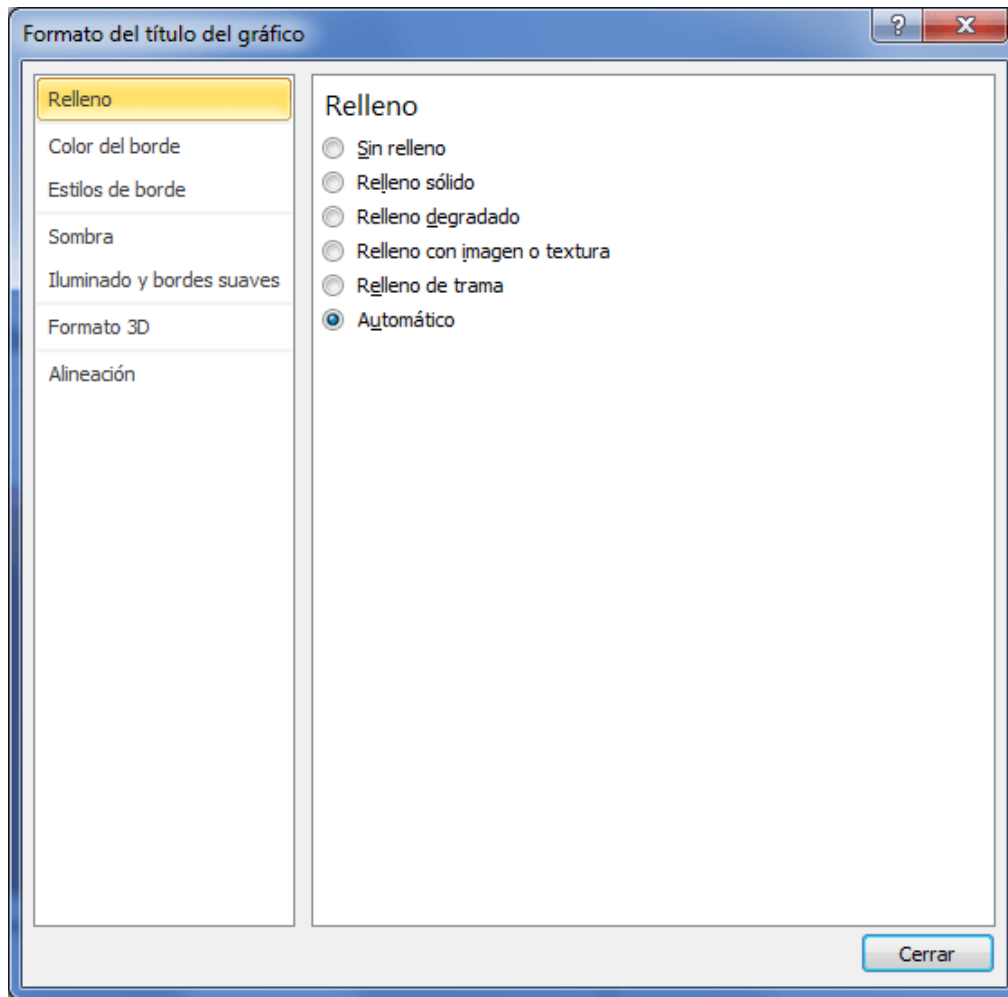 Formato del título del gráfico
Relleno
Color del borde
Estilos de borde
Sombra
Iluminado y bordes suaves
Formato 3D
Alineación
Relleno
Sin relleno
Relleno sólido
Relleno degradado
Relleno con imagen o textura
Relleno de trama
Automático
Cerrar